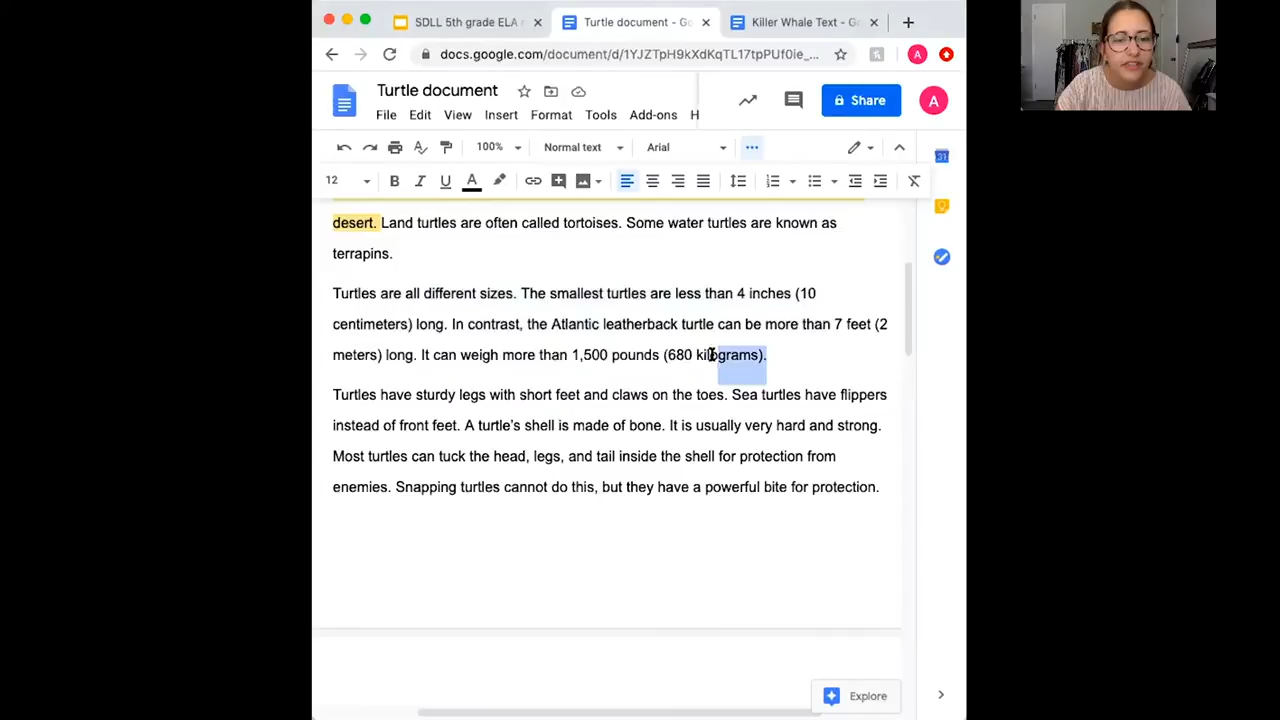 SDLL 5th grade ELA
Turtle document - Go
Killer Whale Text - Go
docs.google.com/document/d/1YJZTpH9kXdKqTL17tpPUf0ie_...
A
Turtle document
Share
A
File Edit View Insert Format Tools Add-ons H
100% Normal text Arial
12 B I U A
31
desert. Land turtles are often called tortoises. Some water turtles are known as
terrapins.
Turtles are all different sizes. The smallest turtles are less than 4 inches (10
centimeters) long. In contrast, the Atlantic leatherback turtle can be more than 7 feet (2
meters) long. It can weigh more than 1,500 pounds (680 kilograms).
Turtles have sturdy legs with short feet and claws on the toes. Sea turtles have flippers
instead of front feet. A turtle’s shell is made of bone. It is usually very hard and strong.
Most turtles can tuck the head, legs, and tail inside the shell for protection from
enemies. Snapping turtles cannot do this, but they have a powerful bite for protection.
Explore